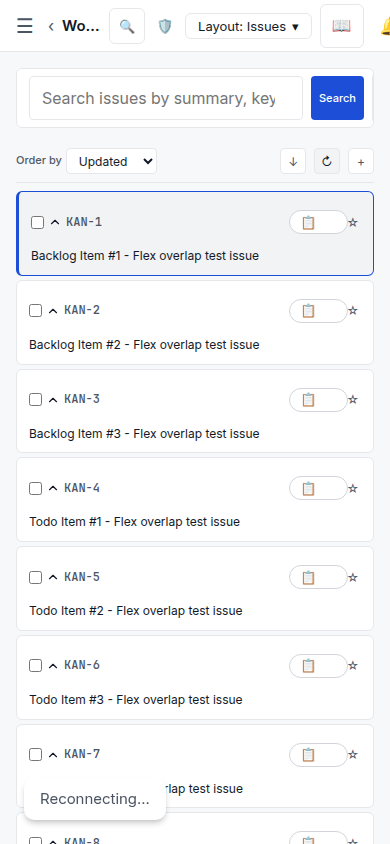 Wo...
Layout: Issues ▾
Search issues by summary, key
Search
Order by Updated
KAN-1
Backlog Item #1 - Flex overlap test issue
KAN-2
Backlog Item #2 - Flex overlap test issue
KAN-3
Backlog Item #3 - Flex overlap test issue
KAN-4
Todo Item #1 - Flex overlap test issue
KAN-5
Todo Item #2 - Flex overlap test issue
KAN-6
Todo Item #3 - Flex overlap test issue
KAN-7
lap test issue
Reconnecting...
KAN-8